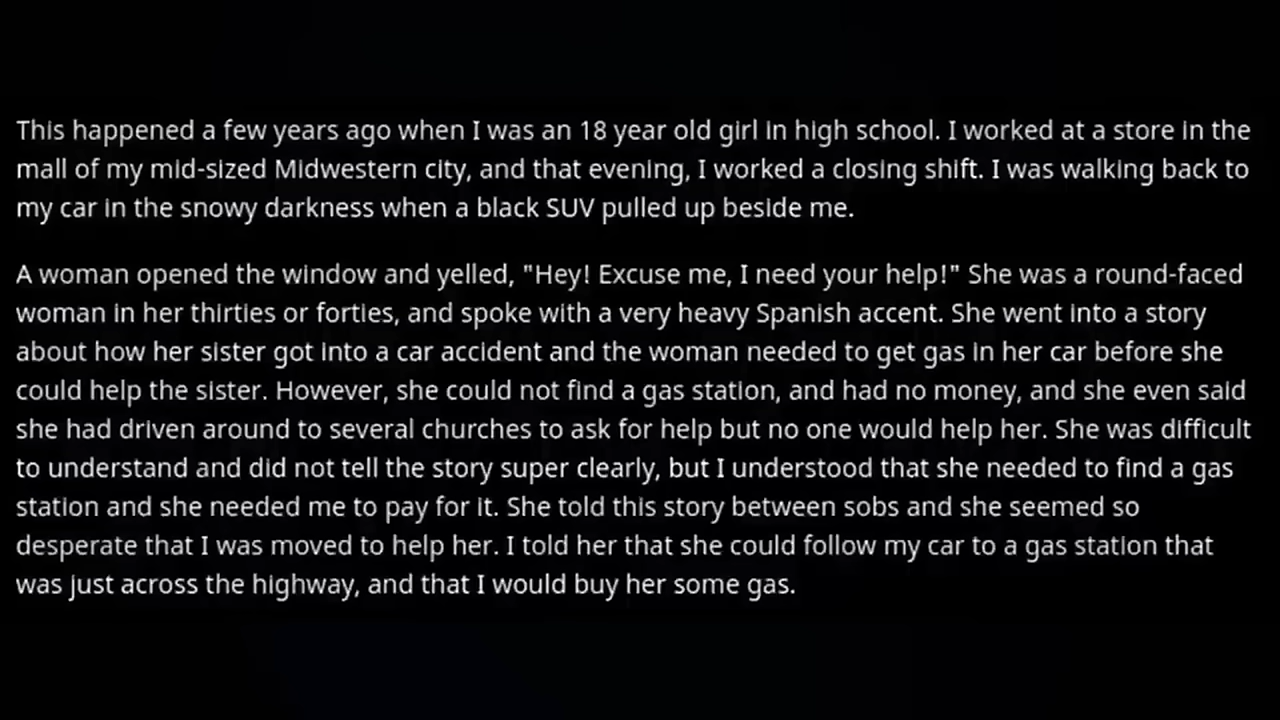 This happened a few years ago when I was an 18 year old girl in high school. I worked at a store in the
mall of my mid-sized Midwestern city, and that evening, I worked a closing shift. I was walking back to
my car in the snowy darkness when a black SUV pulled up beside me.
A woman opened the window and yelled, "Hey! Excuse me, I need your help!" She was a round-faced
woman in her thirties or forties, and spoke with a very heavy Spanish accent. She went into a story
about how her sister got into a car accident and the woman needed to get gas in her car before she
could help the sister. However, she could not find a gas station, and had no money, and she even said
she had driven around to several churches to ask for help but no one would help her. She was difficult
to understand and did not tell the story super clearly, but I understood that she needed to find a gas
station and she needed me to pay for it. She told this story between sobs and she seemed so
desperate that I was moved to help her. I told her that she could follow my car to a gas station that
was just across the highway, and that I would buy her some gas.